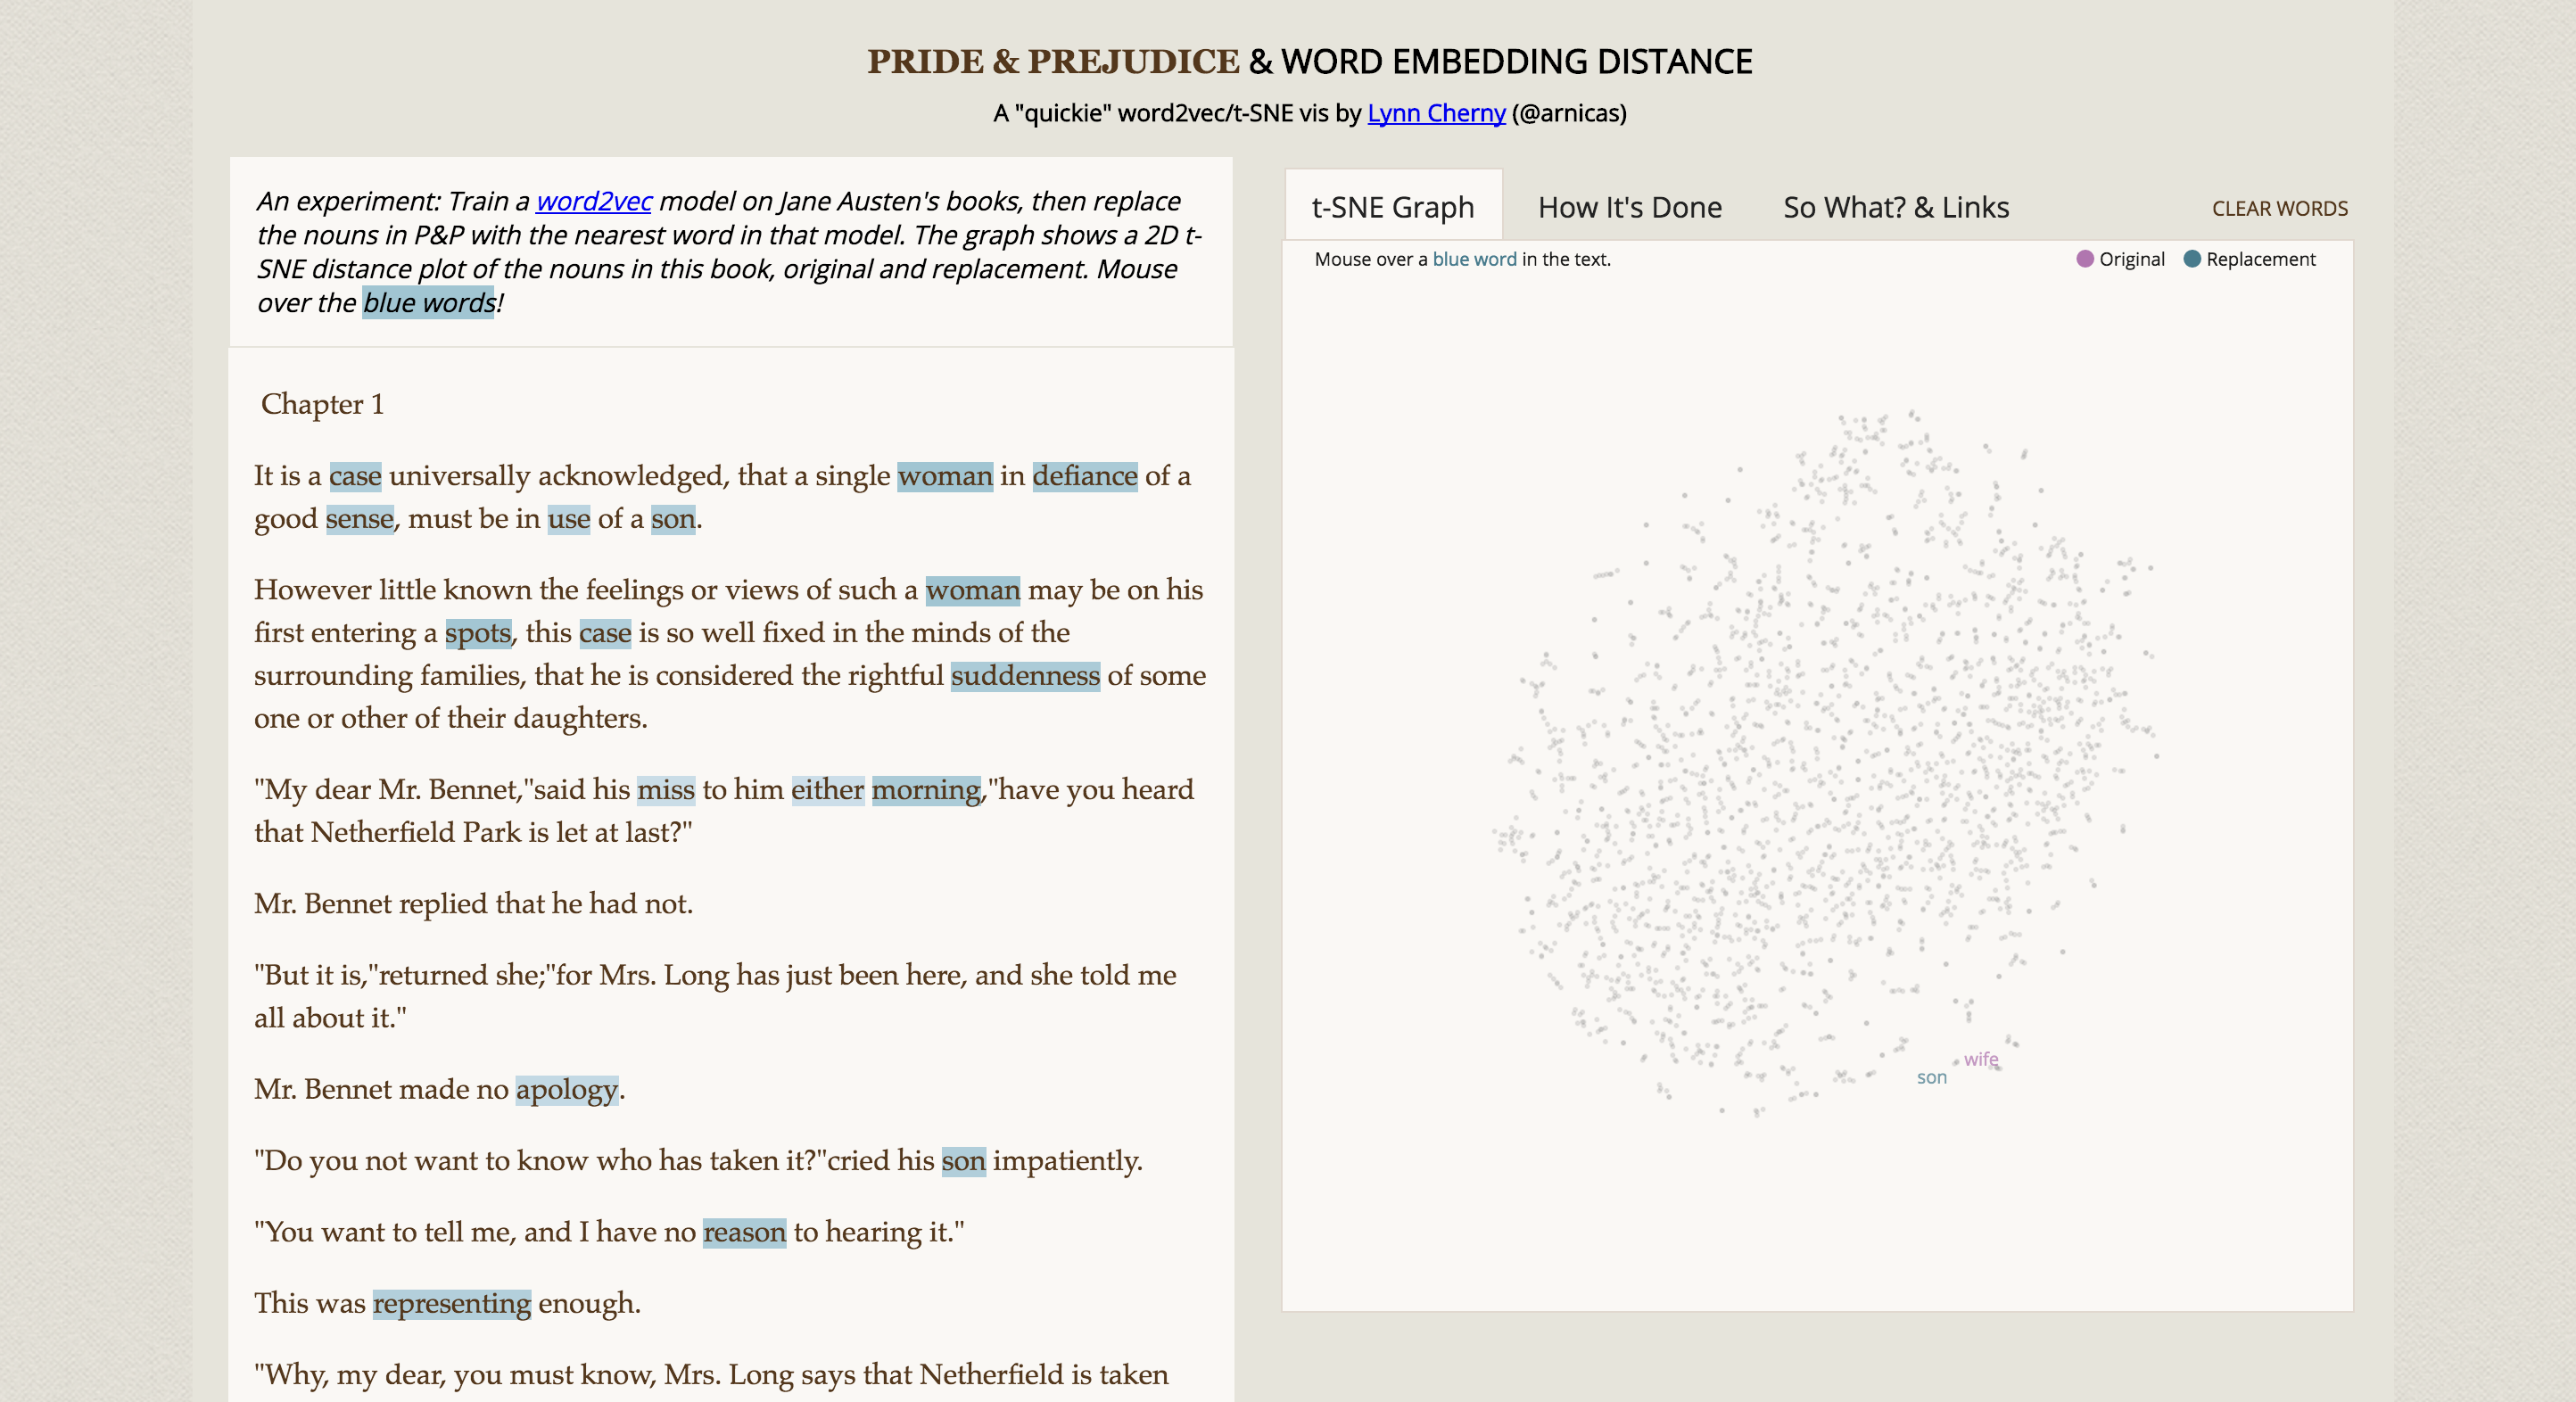 PRIDE & PREJUDICE & WORD EMBEDDING DISTANCE
A "quickie" word2vec/t-SNE vis by Lynn Cherny (@arnicas)
An experiment: Train a word2vec model on Jane Austen's books, then replace
the nouns in P&P with the nearest word in that model. The graph shows a 2D t-
SNE distance plot of the nouns in this book, original and replacement. Mouse
over the blue words!
Chapter 1
It is a case universally acknowledged, that a single woman in defiance of a
good sense, must be in use of a son.
However little known the feelings or views of such a woman may be on his
first entering a spots, this case is so well fixed in the minds of the
surrounding families, that he is considered the rightful suddenness of some
one or other of their daughters.
"My dear Mr. Bennet,"said his miss to him either morning,"have you heard
that Netherfield Park is let at last?"
Mr. Bennet replied that he had not.
"But it is,"returned she;"for Mrs. Long has just been here, and she told me
all about it."
Mr. Bennet made no apology.
"Do you not want to know who has taken it?"cried his son impatiently.
"You want to tell me, and I have no reason to hearing it."
This was representing enough.
"Why, my dear, you must know, Mrs. Long says that Netherfield is taken
t-SNE Graph
How It's Done
So What? & Links
CLEAR WORDS
Mouse over a blue word in the text.
Original
Replacement
wife
son